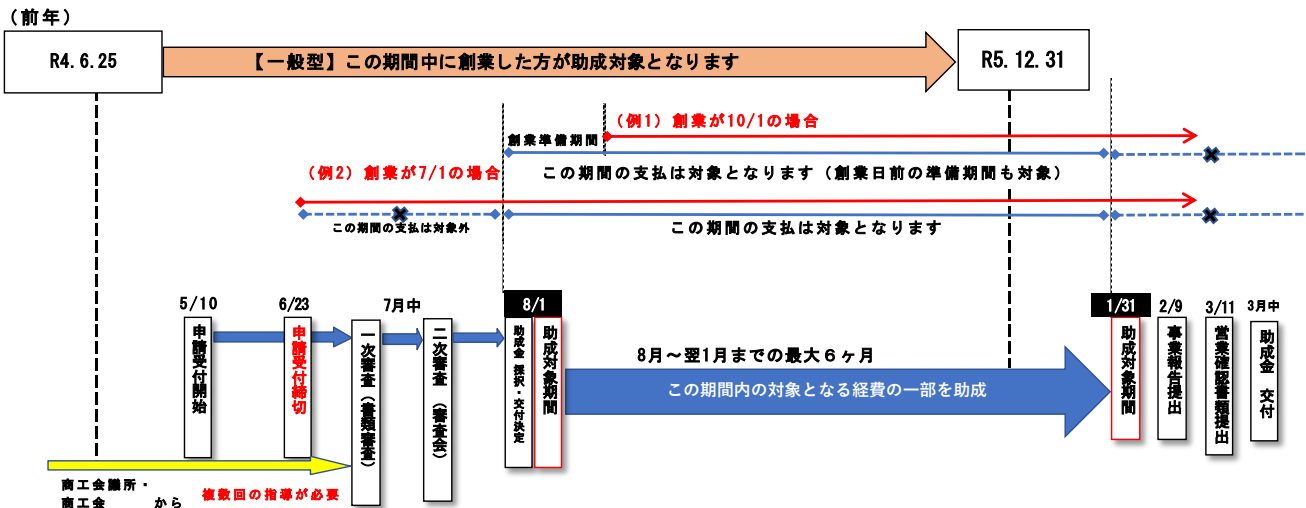 (前年)
R4.6.25
【一般型】この期間中に創業した方が助成対象となります
R5.12.31
(例1)創業が10/1の場合
創業準備期間
(例2)創業が7/1の場合
この期間の支払は対象となります(創業日前の準備期間も対象)
この期間の支払は対象外
この期間の支払は対象となります
5/10
6/23
7月中
8/1
1/31
2/9
3/11
3月中
申請受付開始
申請受付締切
一次審査(書類審査)
二次審査(審査会)
助成金 採択・交付決定
助成対象期間
8月~翌1月までの最大6ヶ月
この期間内の対象となる経費の一部を助成
助成対象期間
事業報告提出
営業確認書類提出
助成金 交付
商工会議所・
商工会 から
複数回の指導が必要